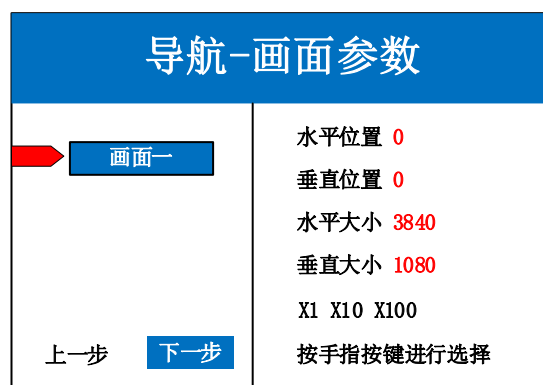 导航-画面参数
画面一
上一步 下一步
水平位置 0
垂直位置 0
水平大小 3840
垂直大小 1080
X1 X10 X100
按手指按键进行选择